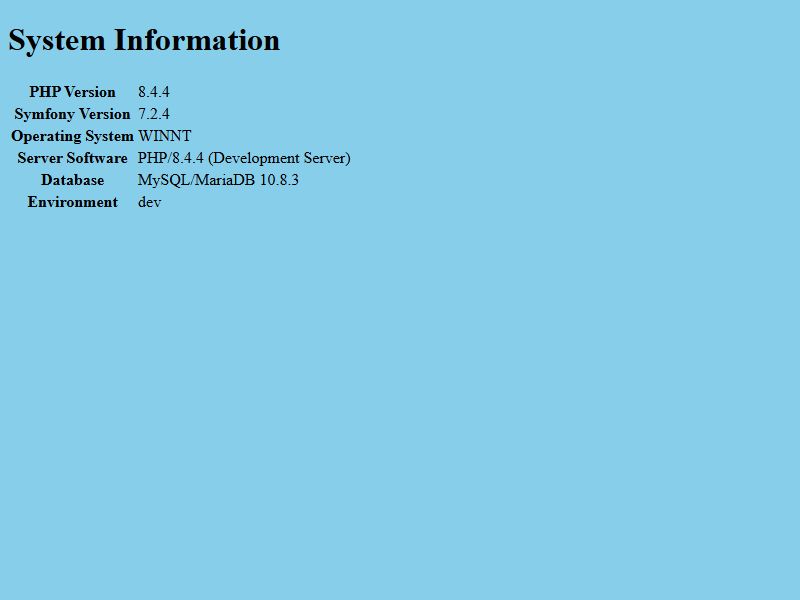 System Information
PHP Version 8.4.4
Symfony Version 7.2.4
Operating System WINNT
Server Software PHP/8.4.4 (Development Server)
Database MySQL/MariaDB 10.8.3
Environment dev